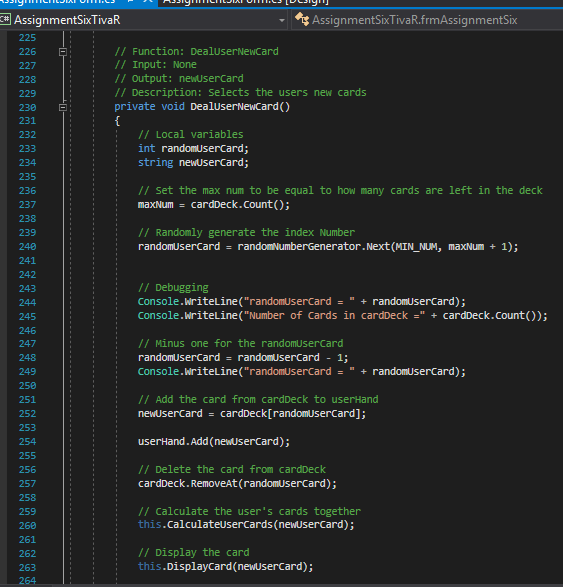 AssignmentSixTivaR
AssignmentSixTivaR.frmAssignmentSix
225
226 // Function: DealUserNewCard
227 // Input: None
228 // Output: newUserCard
229 // Description: Selects the users new cards
230 private void DealUserNewCard()
231 {
232 // Local variables
233 int randomUserCard;
234 string newUserCard;
235
236 // Set the max num to be equal to how many cards are left in the deck
237 maxNum = cardDeck.Count();
238
239 // Randomly generate the index Number
240 randomUserCard = randomNumberGenerator.Next(MIN_NUM, maxNum + 1);
241
242
243 // Debugging
244 Console.WriteLine("randomUserCard = " + randomUserCard);
245 Console.WriteLine("Number of Cards in cardDeck =" + cardDeck.Count());
246
247 // Minus one for the randomUserCard
248 randomUserCard = randomUserCard - 1;
249 Console.WriteLine("randomUserCard = " + randomUserCard);
250
251 // Add the card from cardDeck to userHand
252 newUserCard = cardDeck[randomUserCard];
253
254 userHand.Add(newUserCard);
255
256 // Delete the card from cardDeck
257 cardDeck.RemoveAt(randomUserCard);
258
259 // Calculate the user's cards together
260 this.CalculateUserCards(newUserCard);
261
262 // Display the card
263 this.DisplayCard(newUserCard);
264